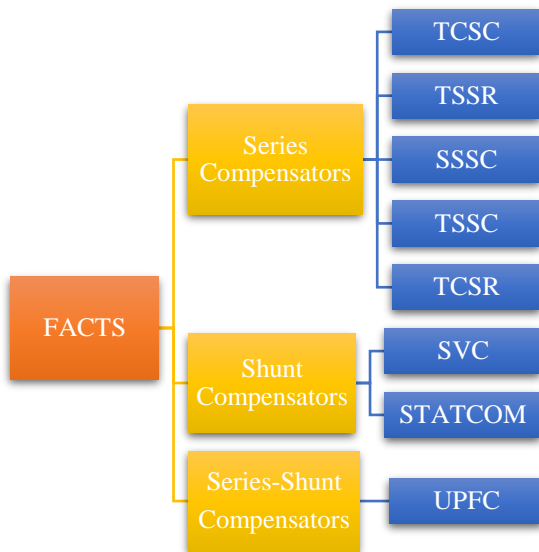 FACTS
Series
Compensators
TCSC
TSSR
SSSC
TSSC
TCSR
Shunt
Compensators
SVC
STATCOM
Series-Shunt
Compensators
UPFC